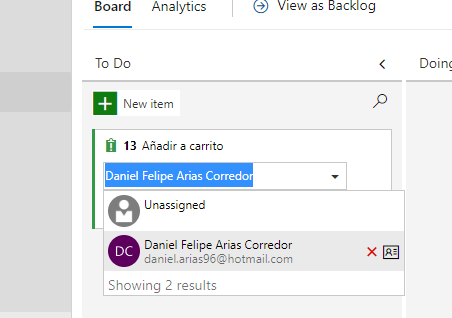 Board Analytics View as Backlog
To Do Doing
New item
13 Añadir a carrito
Daniel Felipe Arias Corredor
Unassigned
DC Daniel Felipe Arias Corredor
daniel.arias96@hotmail.com
Showing 2 results